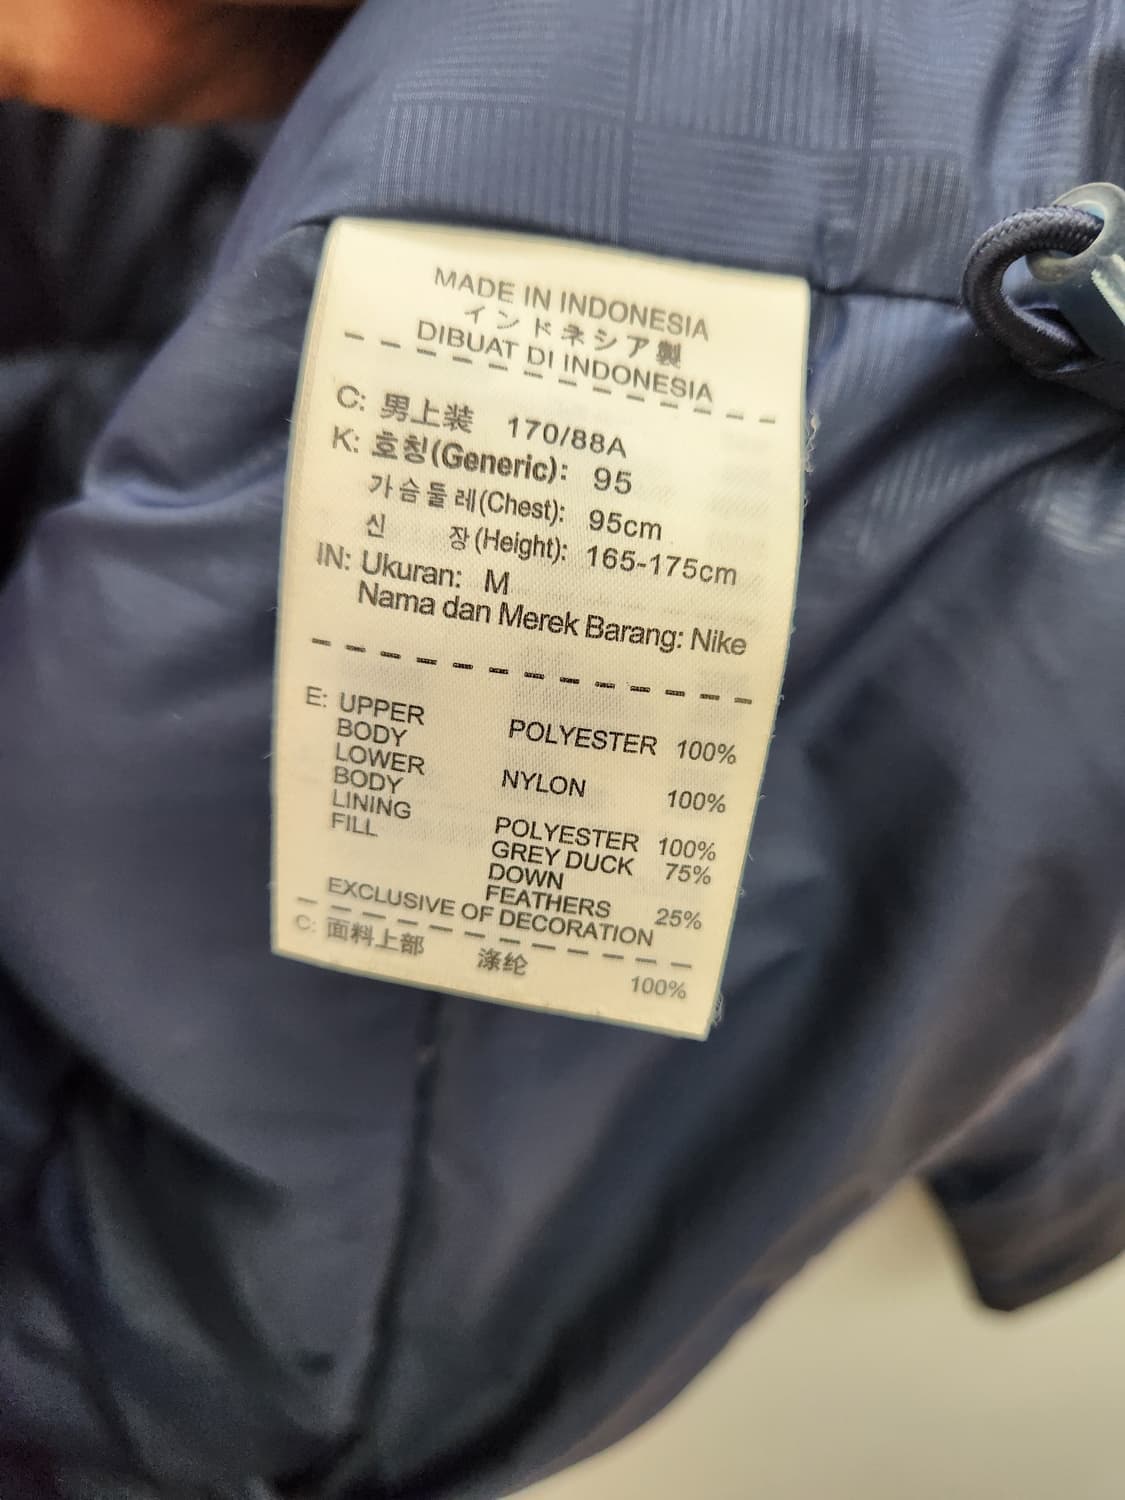 MADE IN INDONESIA
インドネシア製
DIBUAT DI INDONESIA
C: 男上装 170/88A
K: 호칭(Generic): 95
가슴둘레(Chest): 95cm
신 장(Height): 165-175cm
IN: Ukuran: M
Nama dan Merek Barang: Nike
E: UPPER BODY POLYESTER 100%
LOWER BODY NYLON 100%
LINING POLYESTER 100%
FILL GREY DUCK DOWN 75%
FEATHERS 25%
EXCLUSIVE OF DECORATION
C: 面料上部 涤纶 100%